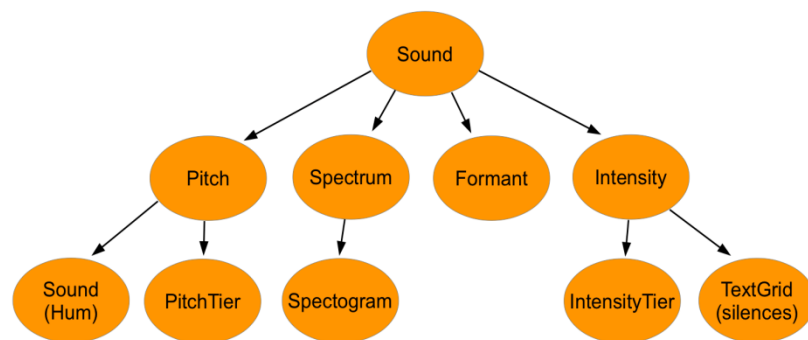 Sound
Pitch
Spectrum
Formant
Intensity
Sound
(Hum)
PitchTier
Spectogram
IntensityTier
TextGrid
(silences)